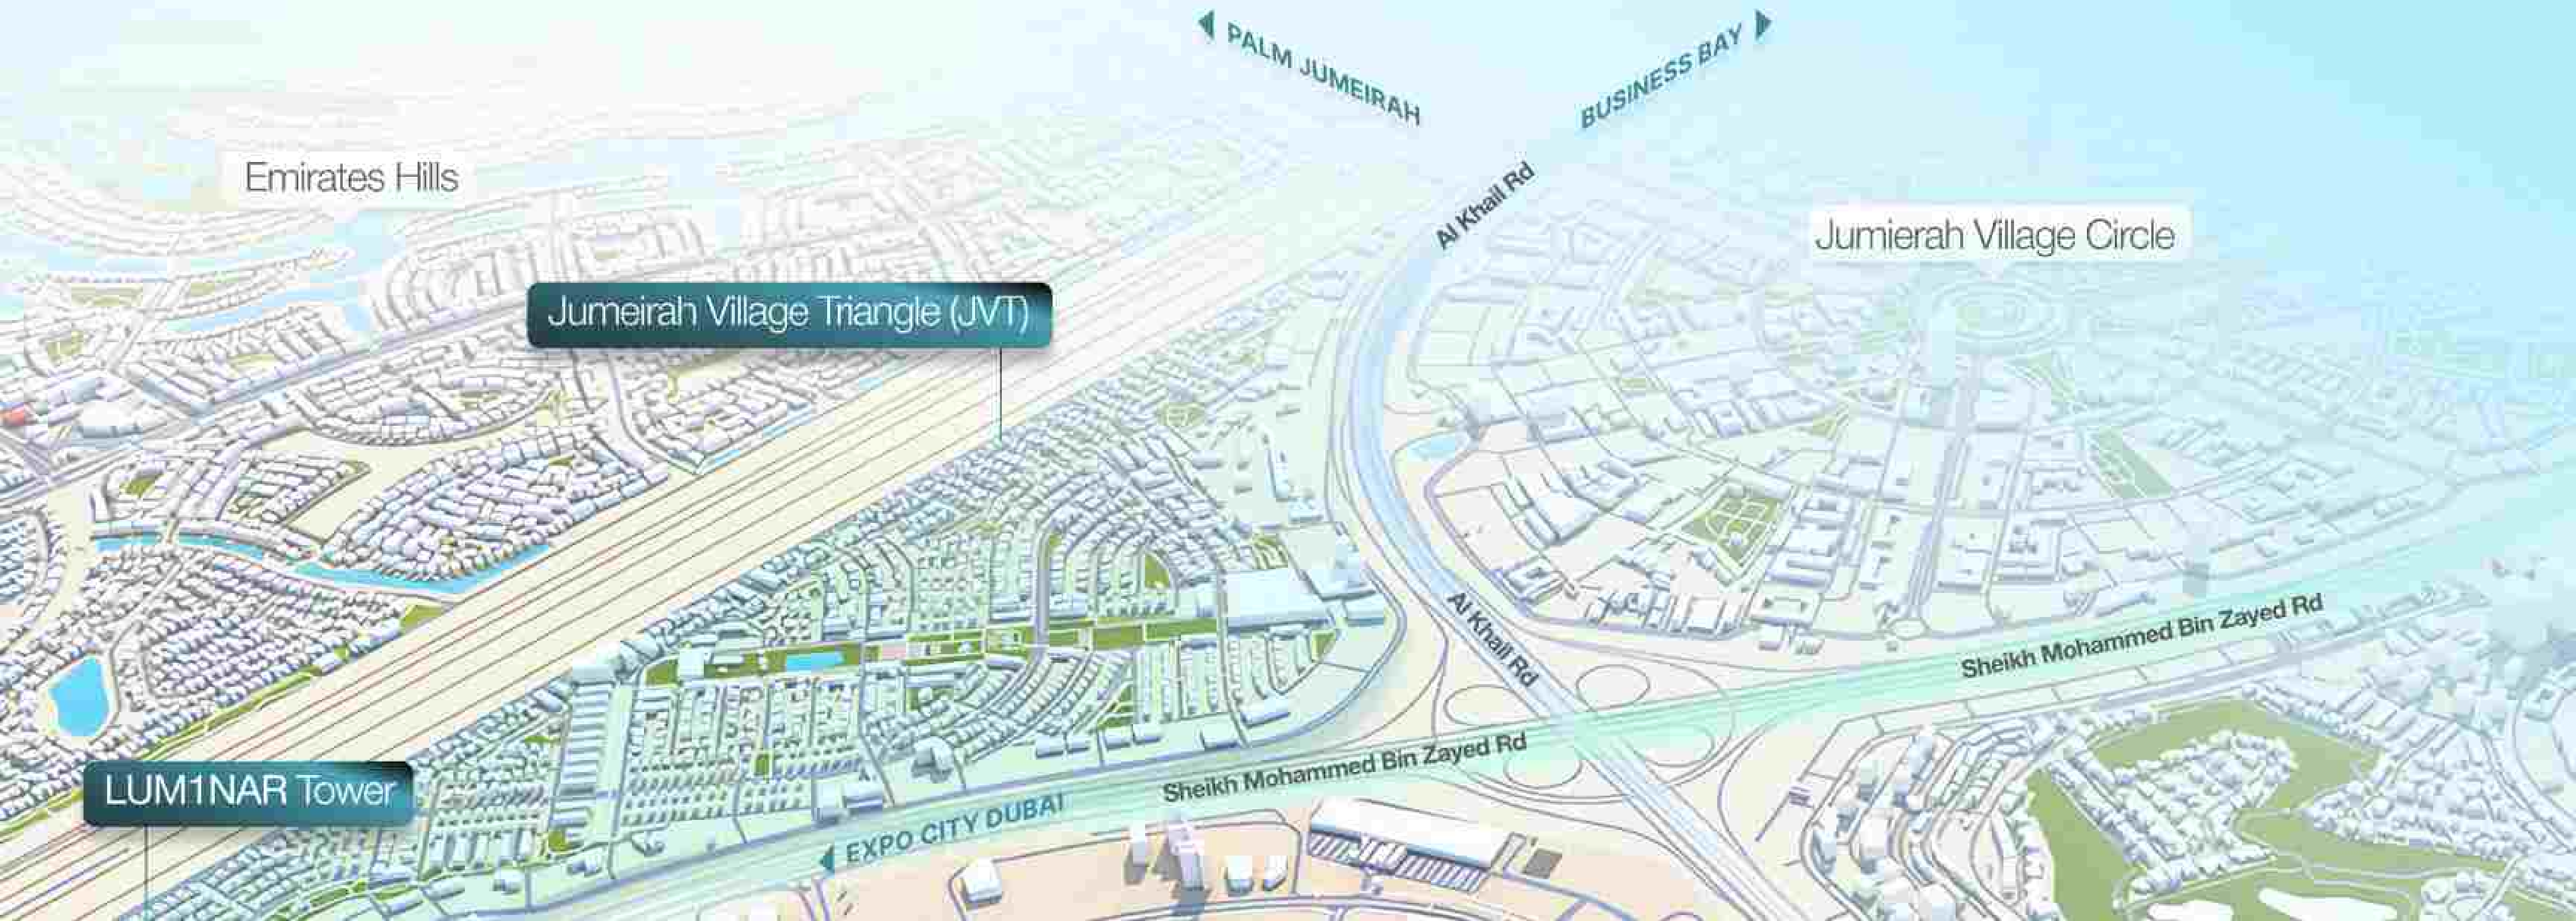 PALM JUMEIRAH
BUSINESS BAY
Emirates Hills
Al Khail Rd
Jumierah Village Circle
Jumeirah Village Triangle (JVT)
Al Khail Rd
Sheikh Mohammed Bin Zayed Rd
Sheikh Mohammed Bin Zayed Rd
LUM1NAR Tower
EXPO CITY DUBAI